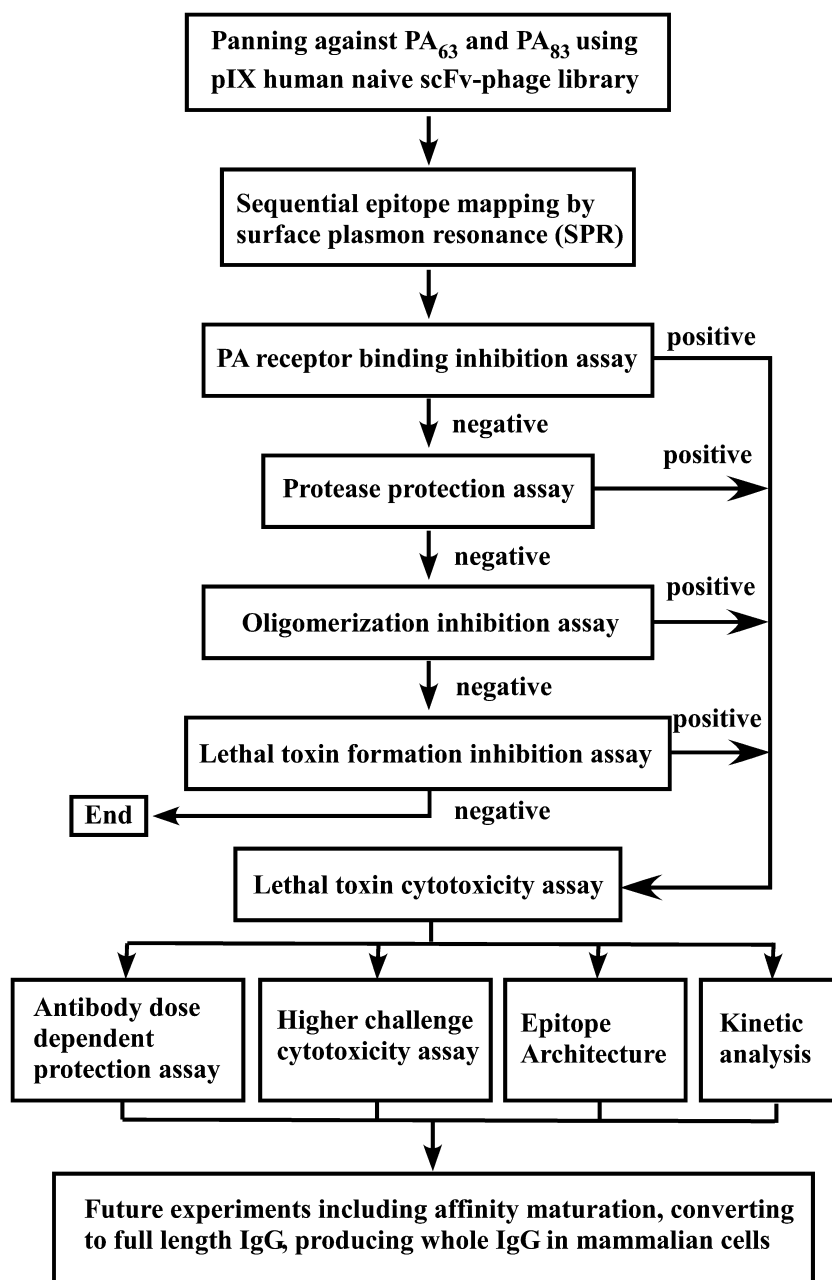 Panning against PA63 and PA83 using
pIX human naive scFv-phage library
Sequential epitope mapping by
surface plasmon resonance (SPR)
PA receptor binding inhibition assay
positive
negative
Protease protection assay
positive
negative
Oligomerization inhibition assay
positive
negative
Lethal toxin formation inhibition assay
positive
negative
End
Lethal toxin cytotoxicity assay
Antibody dose
dependent
protection assay
Higher challenge
cytotoxicity assay
Epitope
Architecture
Kinetic
analysis
Future experiments including affinity maturation, converting
to full length IgG, producing whole IgG in mammalian cells